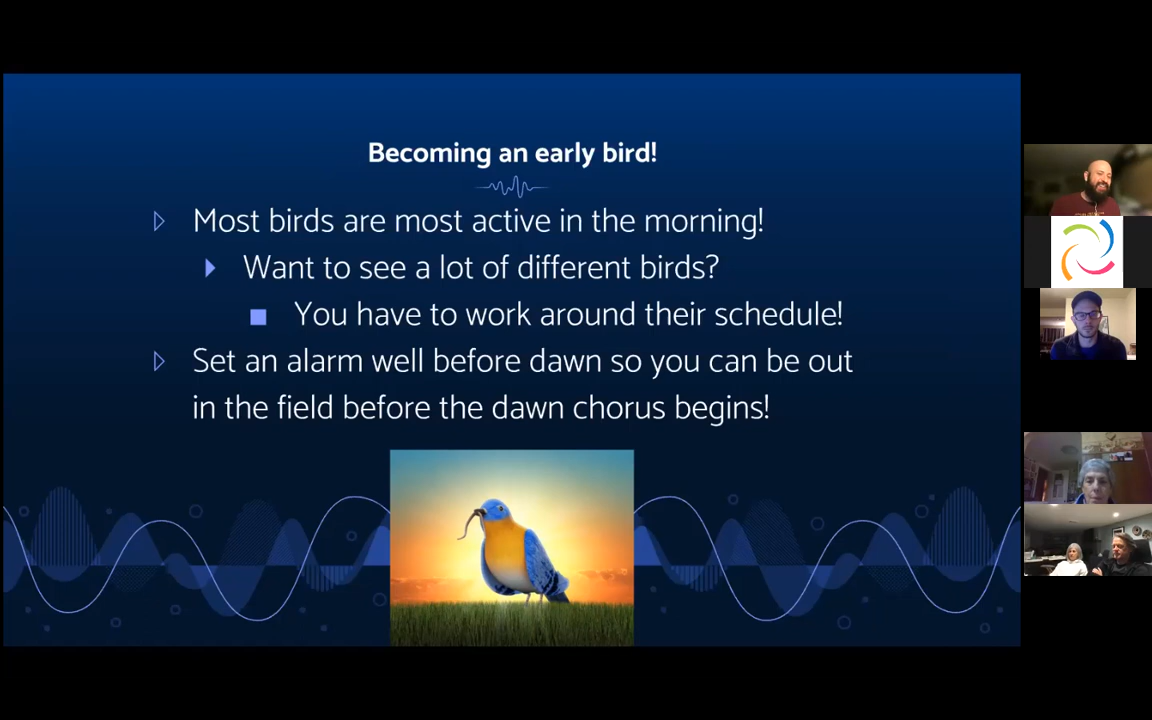 Becoming an early bird!
Most birds are most active in the morning!
Want to see a lot of different birds?
You have to work around their schedule!
Set an alarm well before dawn so you can be out
in the field before the dawn chorus begins!